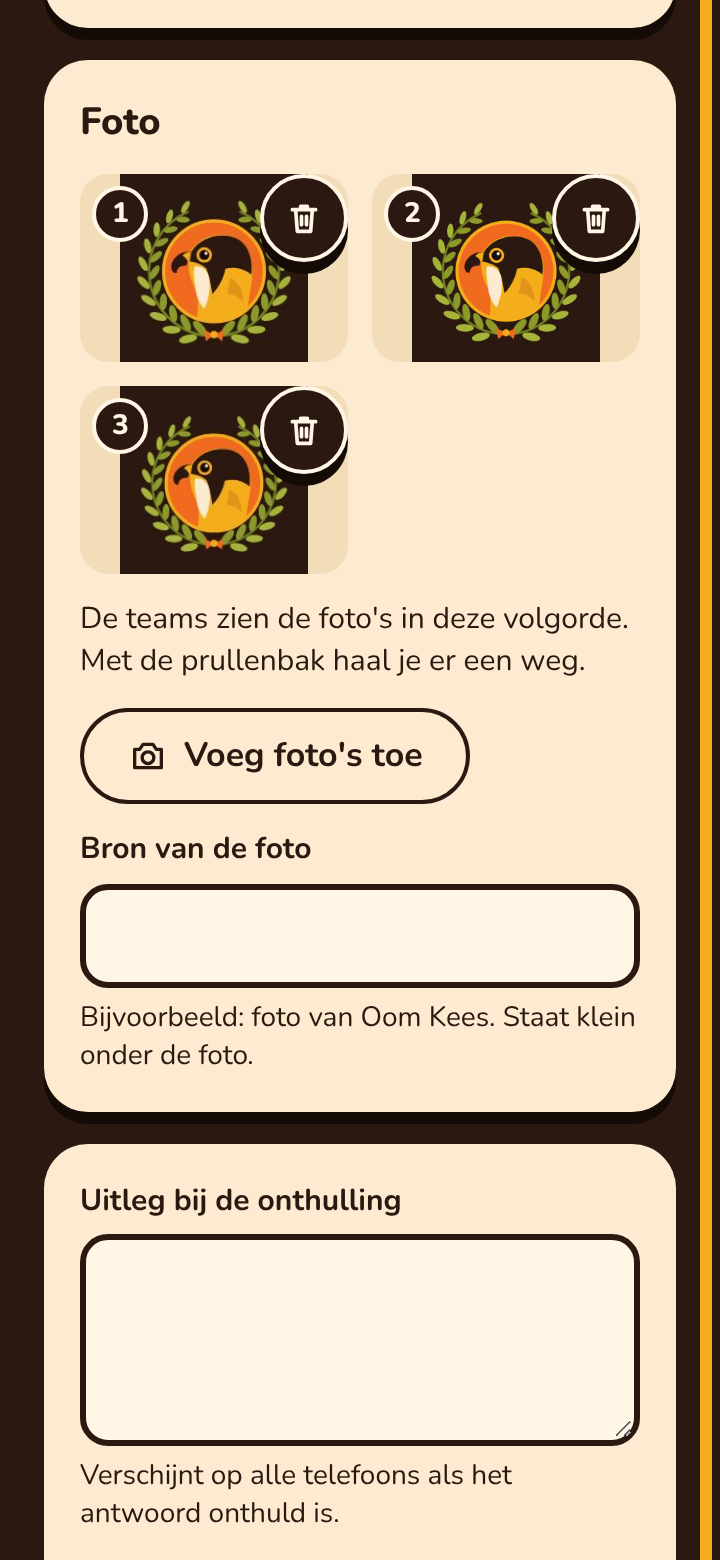 Foto
1
2
3
De teams zien de foto's in deze volgorde.
Met de prullenbak haal je er een weg.
Voeg foto's toe
Bron van de foto
Bijvoorbeeld: foto van Oom Kees. Staat klein
onder de foto.
Uitleg bij de onthulling
Verschijnt op alle telefoons als het
antwoord onthuld is.